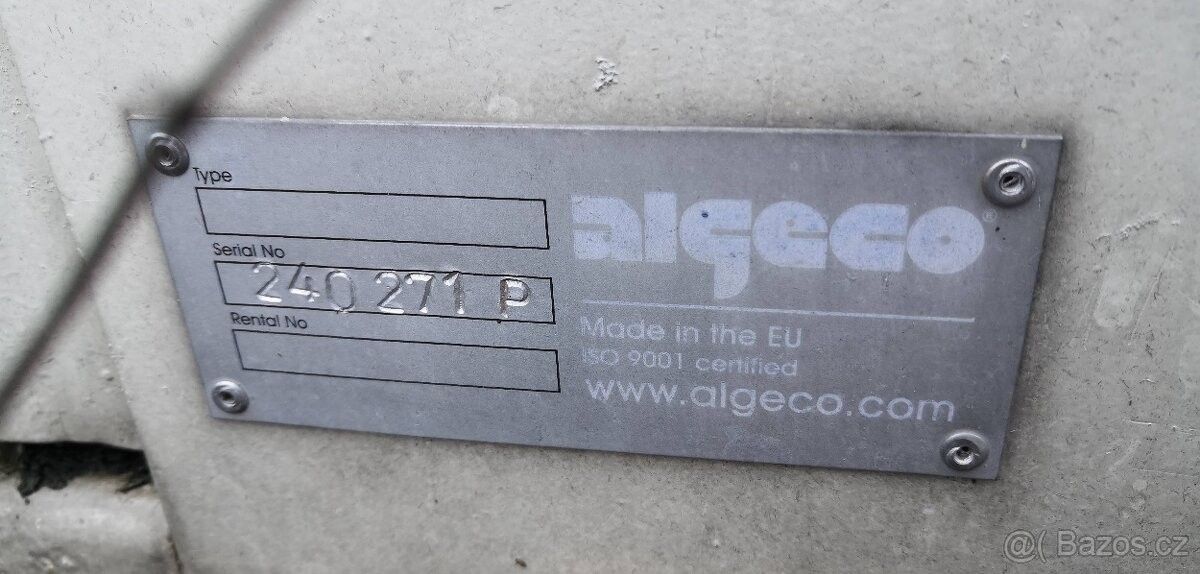 Type
Serial No
240 271 P
Rental No
algeco®
Made in the EU
ISO 9001 certified
www.algeco.com
@( Bazos.cz